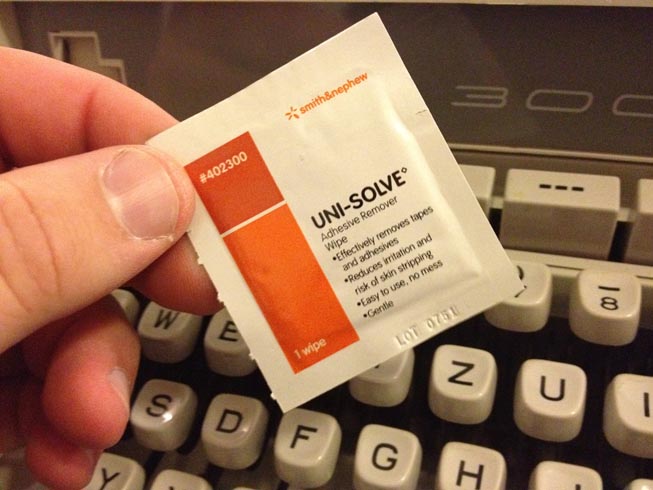 300
smith&nephew
#402300
UNI-SOLVE◊
Adhesive Remover
Wipe
•Effectively removes tapes
and adhesives
•Reduces irritation and
risk of skin stripping
•Easy to use, no mess
•Gentle
1 wipe
LOT 0751
---
8
W
E
Z
U
I
S
D
F
G
H
Y